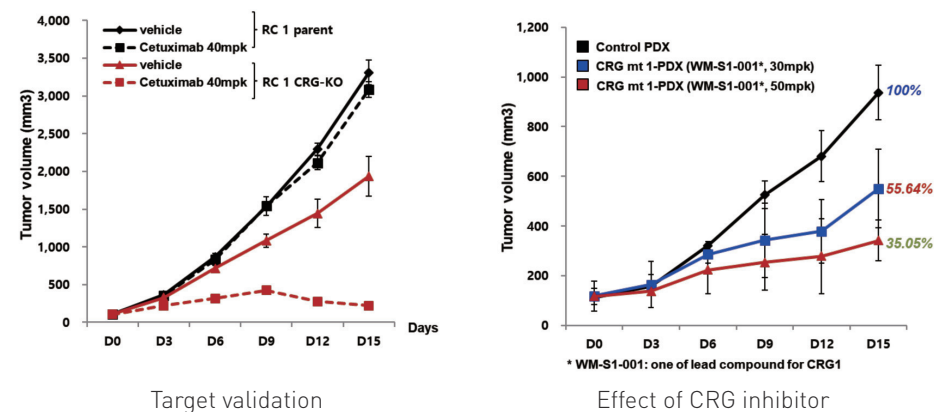 4,000
3,500
3,000
2,500
2,000
1,500
1,000
500
0
Tumor volume (mm3)
vehicle
Cetuximab 40mpk
RC 1 parent
vehicle
Cetuximab 40mpk
RC 1 CRG-KO
D0 D3 D6 D9 D12 D15
Days
Target validation
1,200
1,000
800
600
400
200
0
Tumor volume (mm3)
Control PDX
CRG mt 1-PDX (WM-S1-001*, 30mpk)
CRG mt 1-PDX (WM-S1-001*, 50mpk)
100%
55.64%
35.05%
D0 D3 D6 D9 D12 D15
* WM-S1-001: one of lead compound for CRG1
Effect of CRG inhibitor